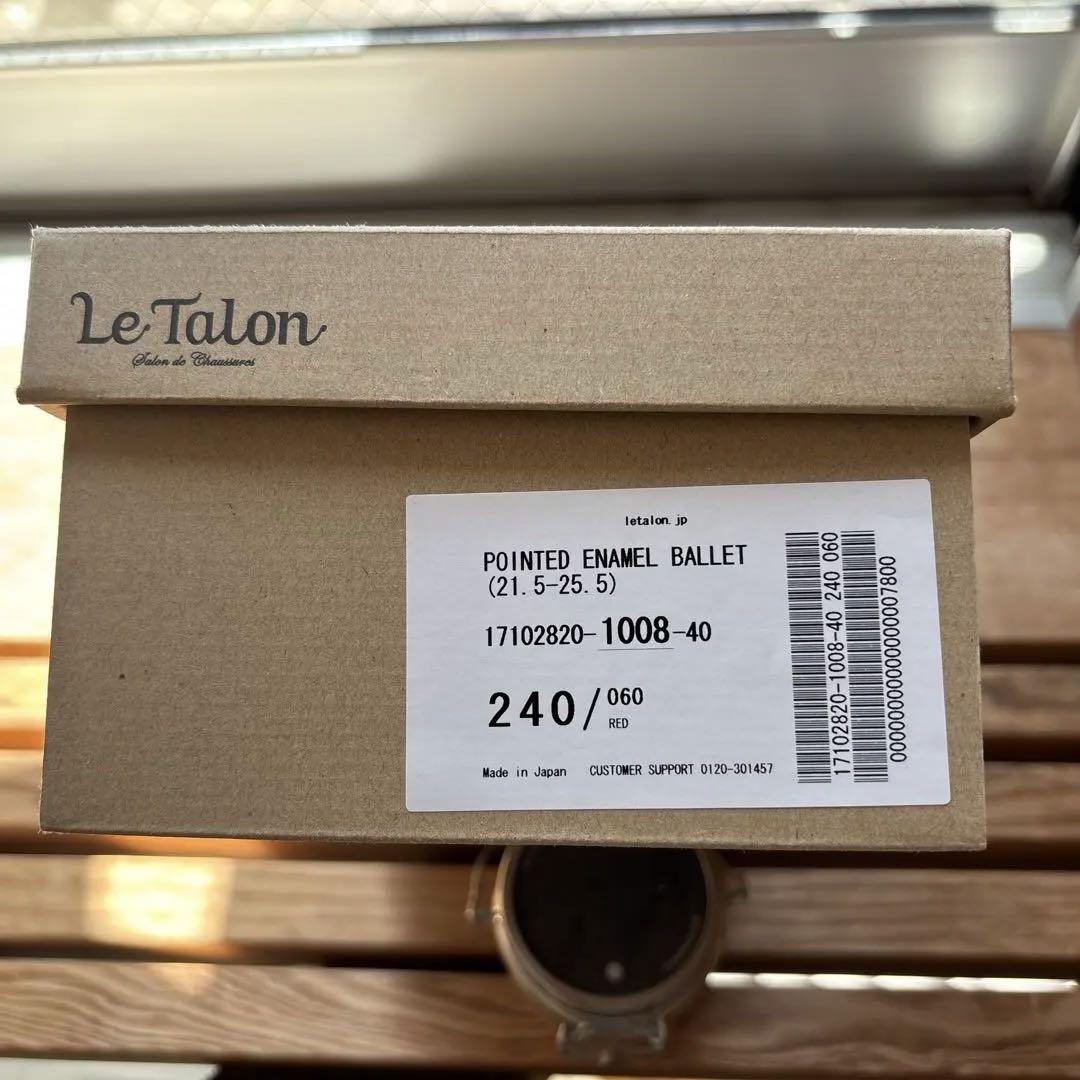 Le Talon
Salon de Chaussures
letalon.jp
POINTED ENAMEL BALLET
(21.5-25.5)
17102820-1008-40
240/060
RED
Made in Japan CUSTOMER SUPPORT 0120-301457
17102820-1008-40 240 060